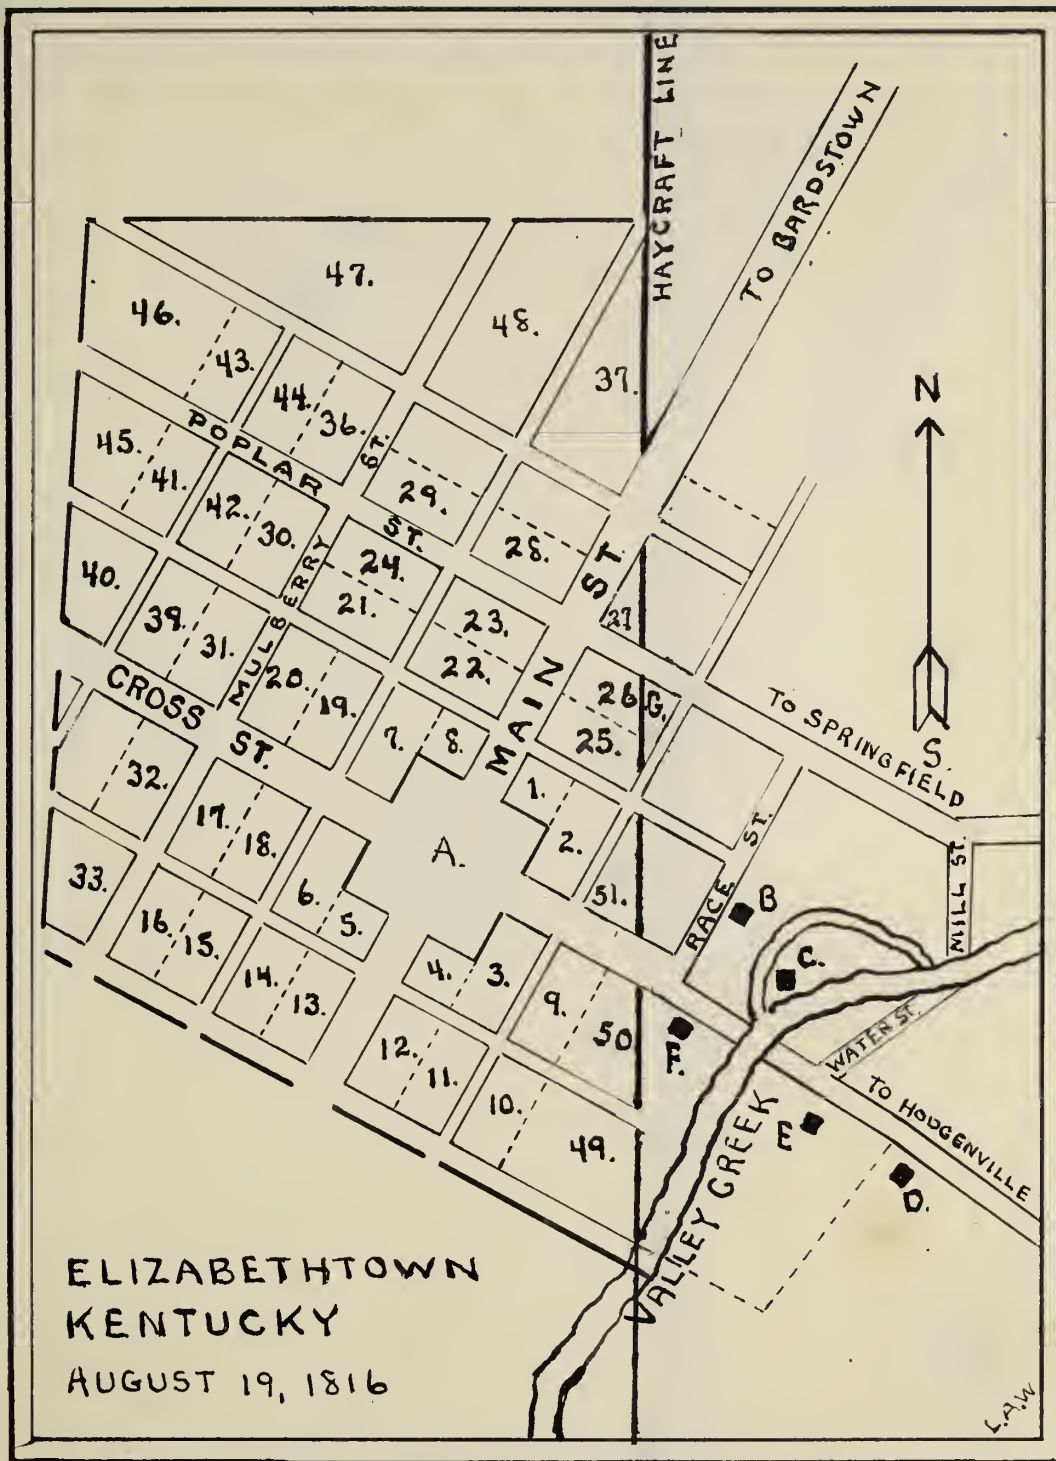 HAYCRAFT LINE
TO BARDSTOWN
47.
46.
48.
43.
37.
N
44.
36.
POPLAR ST.
ST.
45.
41.
29.
42.
30.
28.
24.
21.
MULBERRY
MAIN ST
40.
39.
31.
27
23.
22.
CROSS ST.
20.
19.
26
G.
25.
TO SPRINGFIELD
S.
7.
8.
32.
1.
2.
17.
18.
A.
RACE ST.
MILL ST.
33.
6.
5.
51.
B
16.
15.
4.
3.
C.
14.
13.
9.
50
F.
WATER ST.
12.
11.
10.
E
TO HODGENVILLE
49.
D.
VALLEY CREEK
ELIZABETHTOWN
KENTUCKY
AUGUST 19, 1816
L.A.W